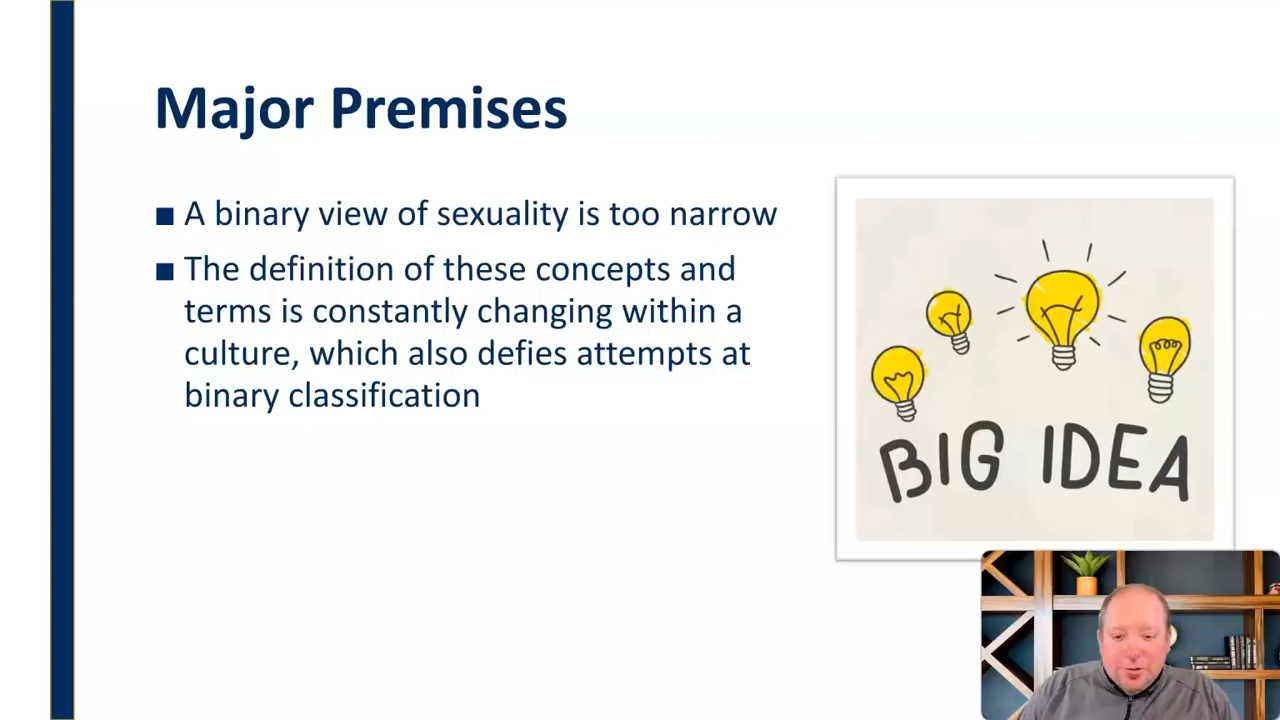 Major Premises
■ A binary view of sexuality is too narrow
■ The definition of these concepts and
terms is constantly changing within a
culture, which also defies attempts at
binary classification
BIG IDEA